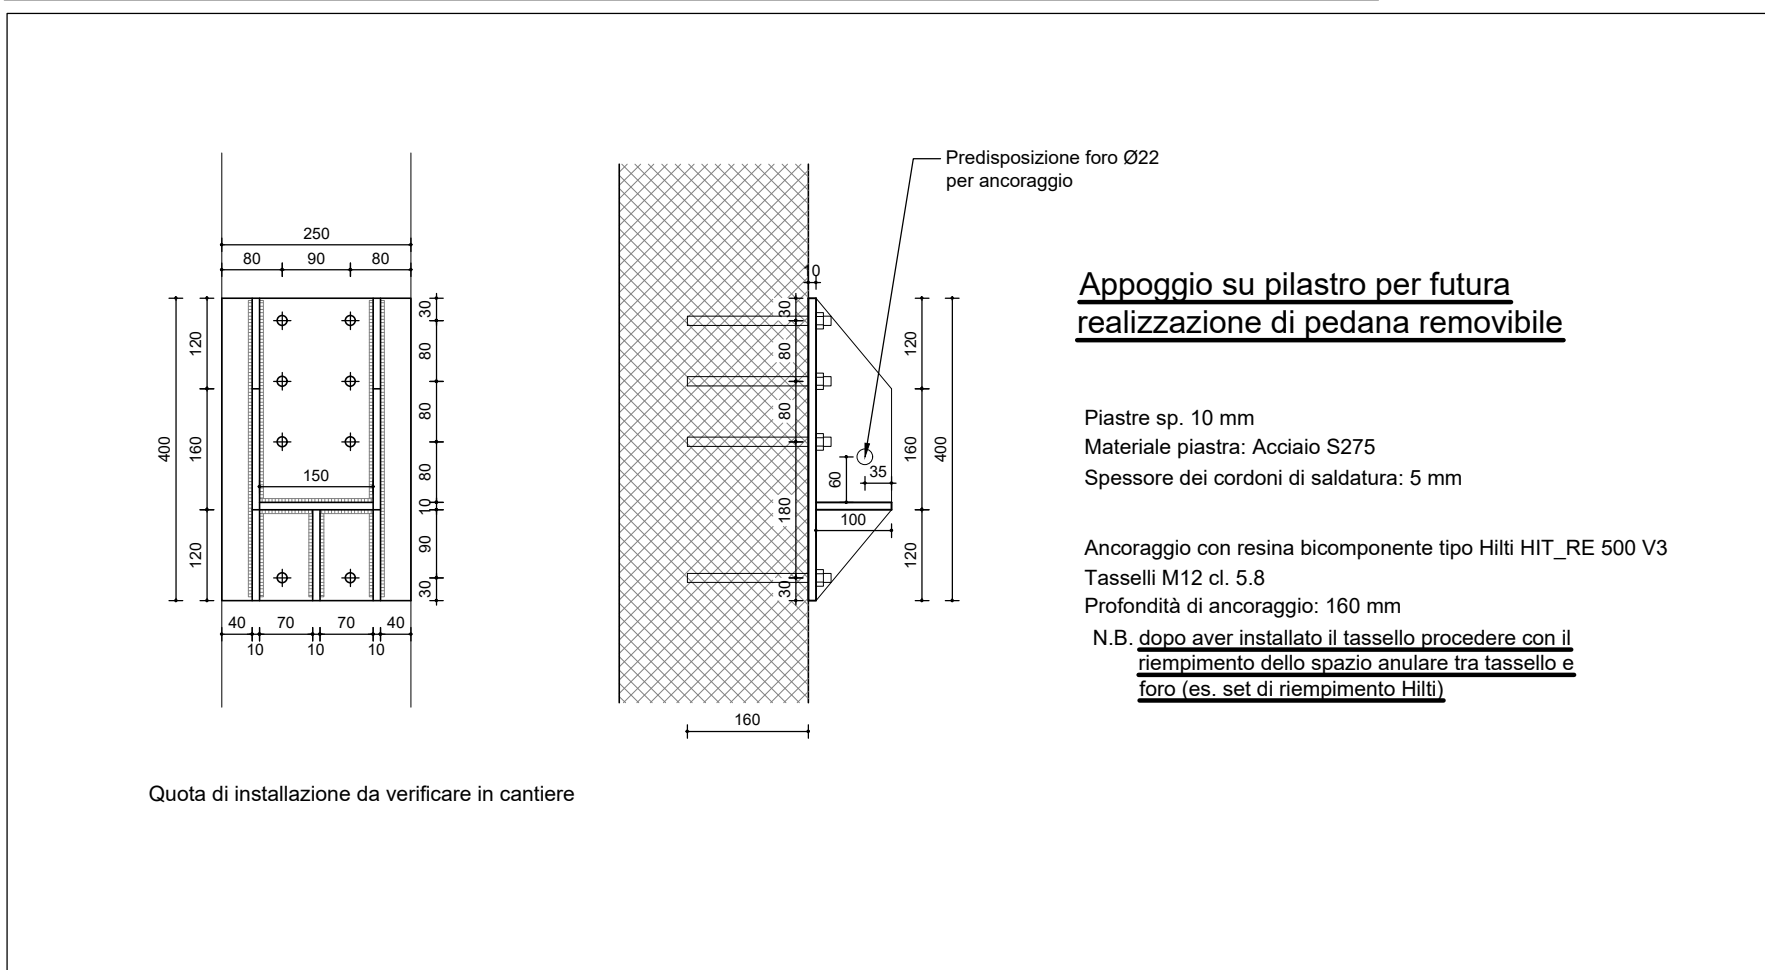 250
80
90
80
400
120
160
120
30
80
80
80
10
90
30
150
40
70
70
40
10
10
10
Quota di installazione da verificare in cantiere
Predisposizione foro Ø22
per ancoraggio
10
30
80
80
180
30
60
35
100
120
160
120
400
160
Appoggio su pilastro per futura
realizzazione di pedana removibile
Piastre sp. 10 mm
Materiale piastra: Acciaio S275
Spessore dei cordoni di saldatura: 5 mm
Ancoraggio con resina bicomponente tipo Hilti HIT_RE 500 V3
Tasselli M12 cl. 5.8
Profondità di ancoraggio: 160 mm
N.B. dopo aver installato il tassello procedere con il
riempimento dello spazio anulare tra tassello e
foro (es. set di riempimento Hilti)